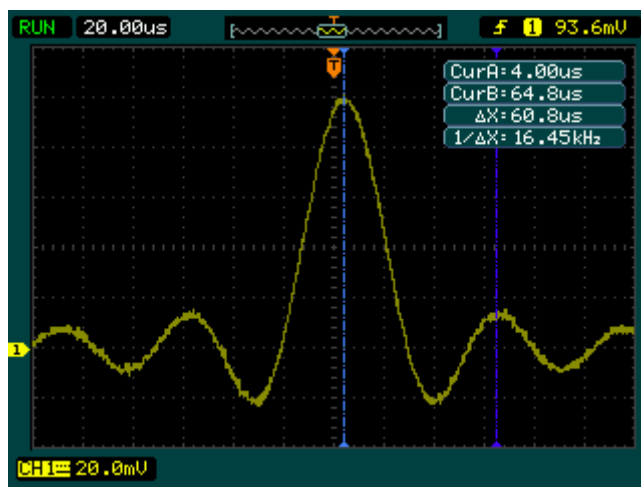 RUN 20.00us T 1 93.6mV
T
CurA:4.00us
CurB:64.8us
ΔX:60.8us
1/ΔX:16.45kHz
1
CH1 20.0mV